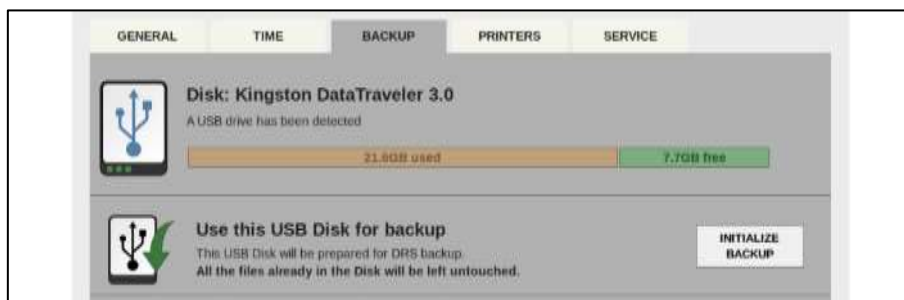 GENERAL TIME BACKUP PRINTERS SERVICE
Disk: Kingston DataTraveler 3.0
A USB drive has been detected
21.6GB used 7.7GB free
Use this USB Disk for backup
This USB Disk will be prepared for DRS backup.
All the files already in the Disk will be left untouched.
INITIALIZE
BACKUP